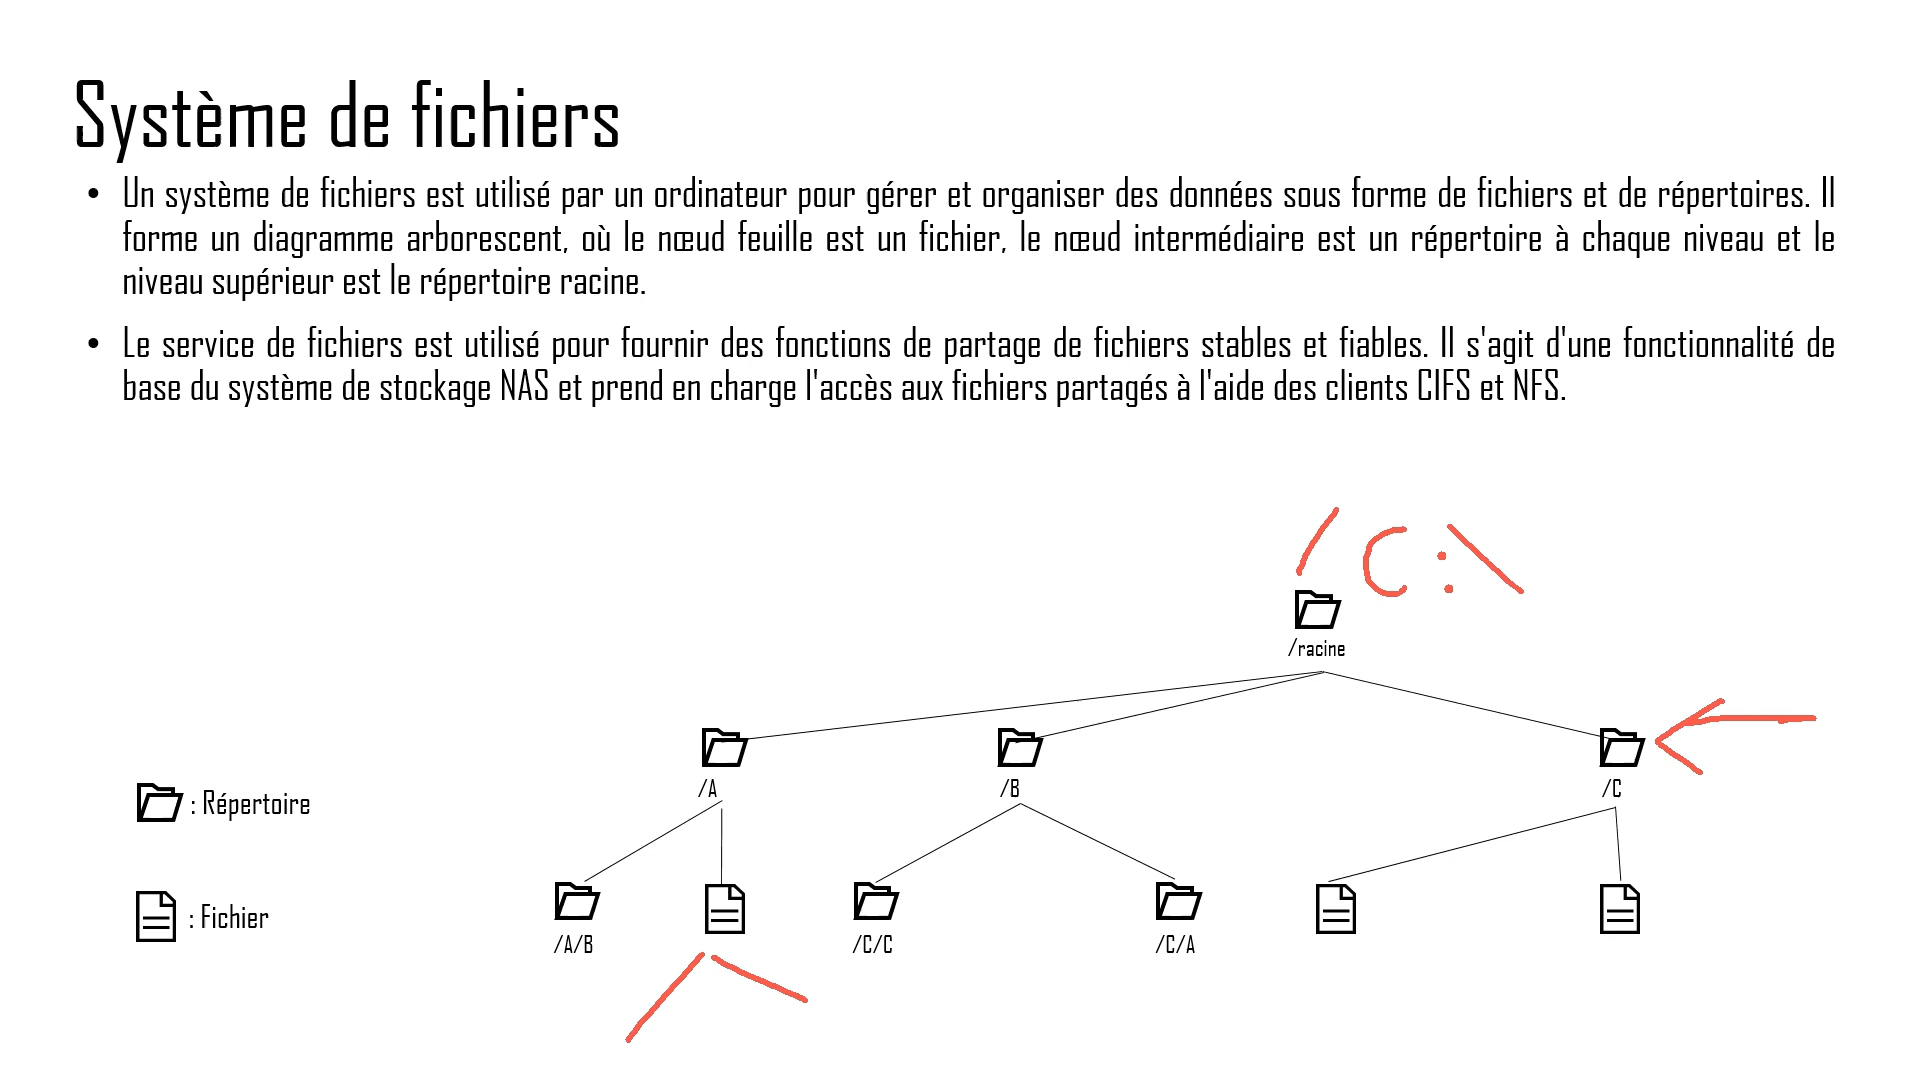 Système de fichiers
• Un système de fichiers est utilisé par un ordinateur pour gérer et organiser des données sous forme de fichiers et de répertoires. Il
forme un diagramme arborescent, où le nœud feuille est un fichier, le nœud intermédiaire est un répertoire à chaque niveau et le
niveau supérieur est le répertoire racine.
• Le service de fichiers est utilisé pour fournir des fonctions de partage de fichiers stables et fiables. Il s'agit d'une fonctionnalité de
base du système de stockage NAS et prend en charge l'accès aux fichiers partagés à l'aide des clients CIFS et NFS.
/ C:\
/racine
/A
/B
/C
: Répertoire
: Fichier
/A/B
/C/C
/C/A